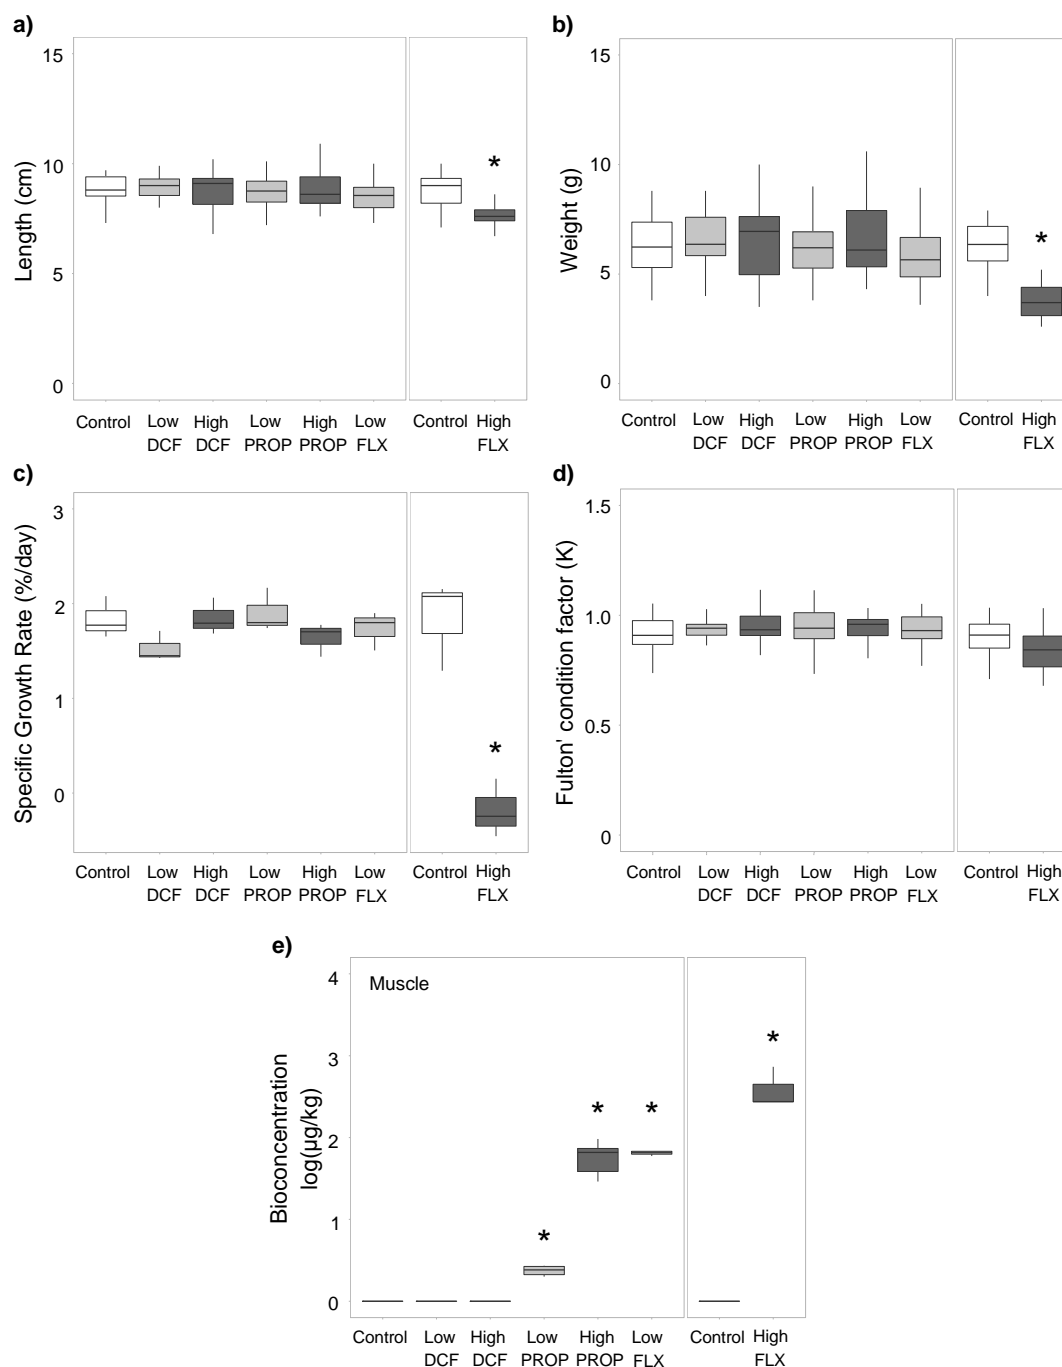 a)
Length (cm)
15
10
5
0
*
Control Low High Low High Low Control High
DCF DCF PROP PROP FLX FLX
b)
Weight (g)
15
10
5
0
*
Control Low High Low High Low Control High
DCF DCF PROP PROP FLX FLX
c)
Specific Growth Rate (%/day)
3
2
1
0
*
Control Low High Low High Low Control High
DCF DCF PROP PROP FLX FLX
d)
Fulton' condition factor (K)
1.5
1.0
0.5
0
Control Low High Low High Low Control High
DCF DCF PROP PROP FLX FLX
e)
Muscle
Bioconcentration
log(µg/kg)
4
3
2
1
0
* * * *
Control Low High Low High Low Control High
DCF DCF PROP PROP FLX FLX